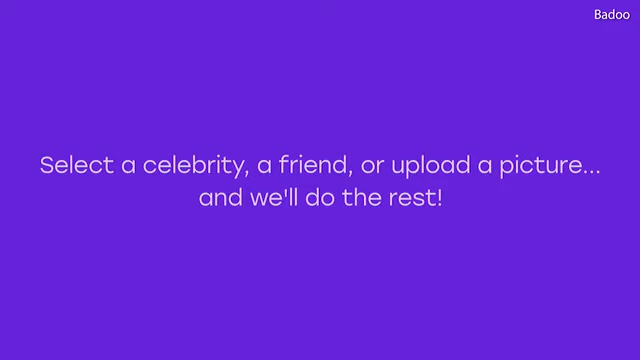 Badoo
Select a celebrity, a friend, or upload a picture...
and we'll do the rest!